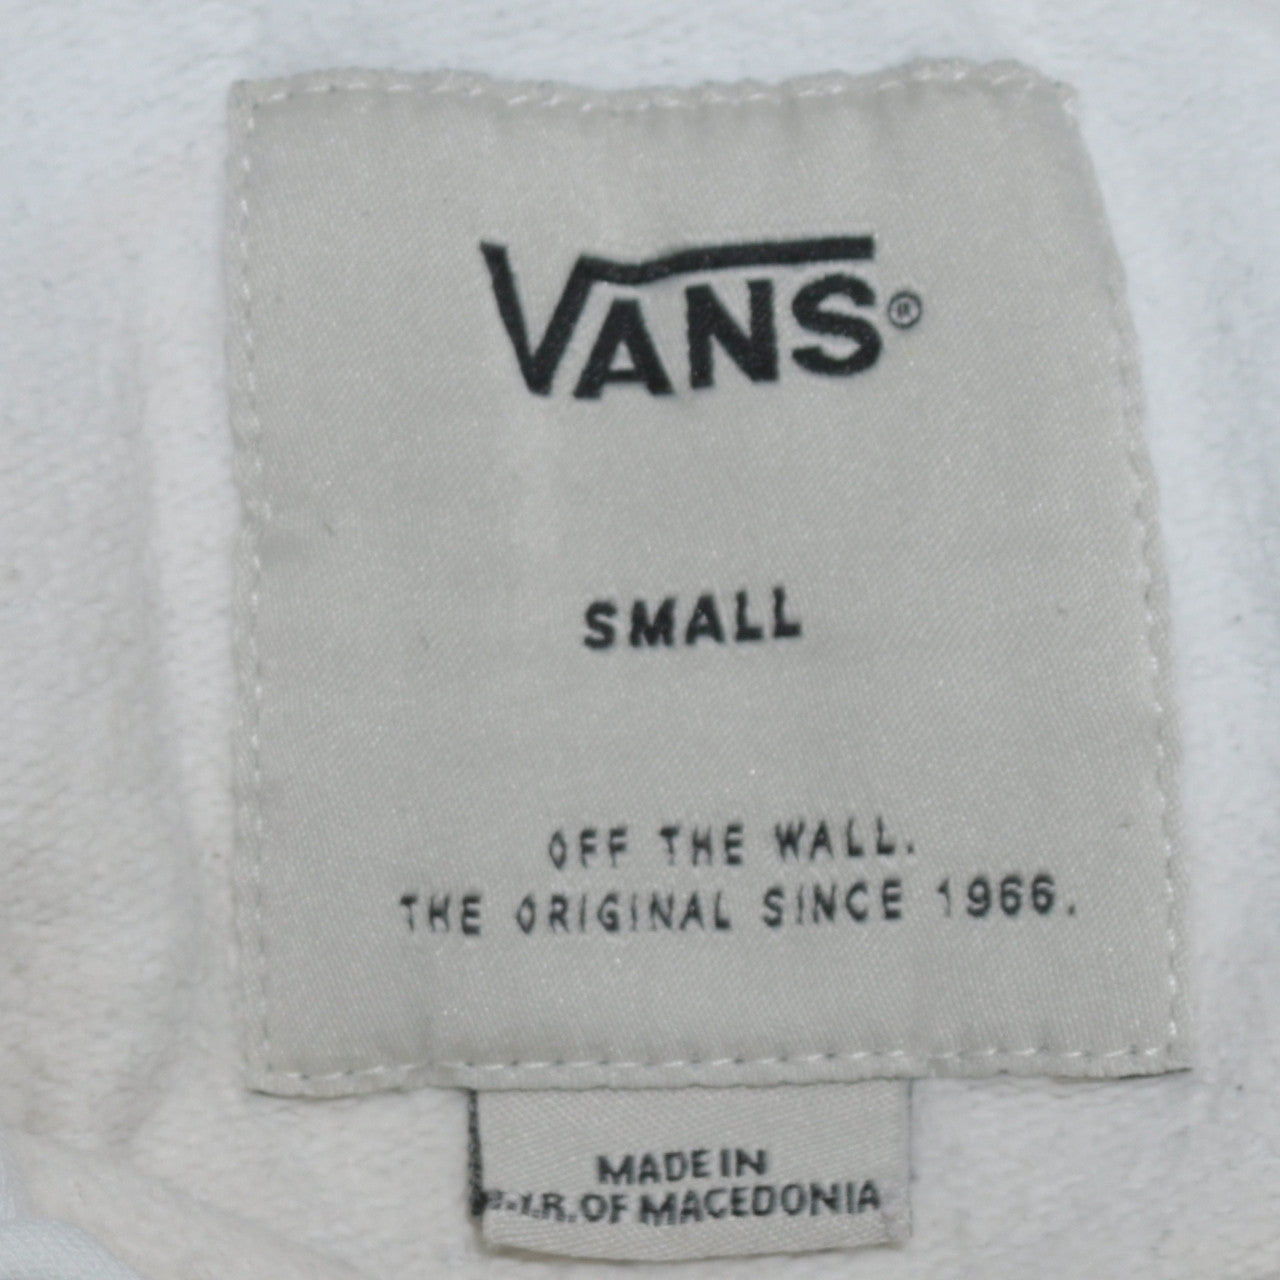 VANS®
SMALL
OFF THE WALL.
THE ORIGINAL SINCE 1966.
MADE IN
OF MACEDONIA